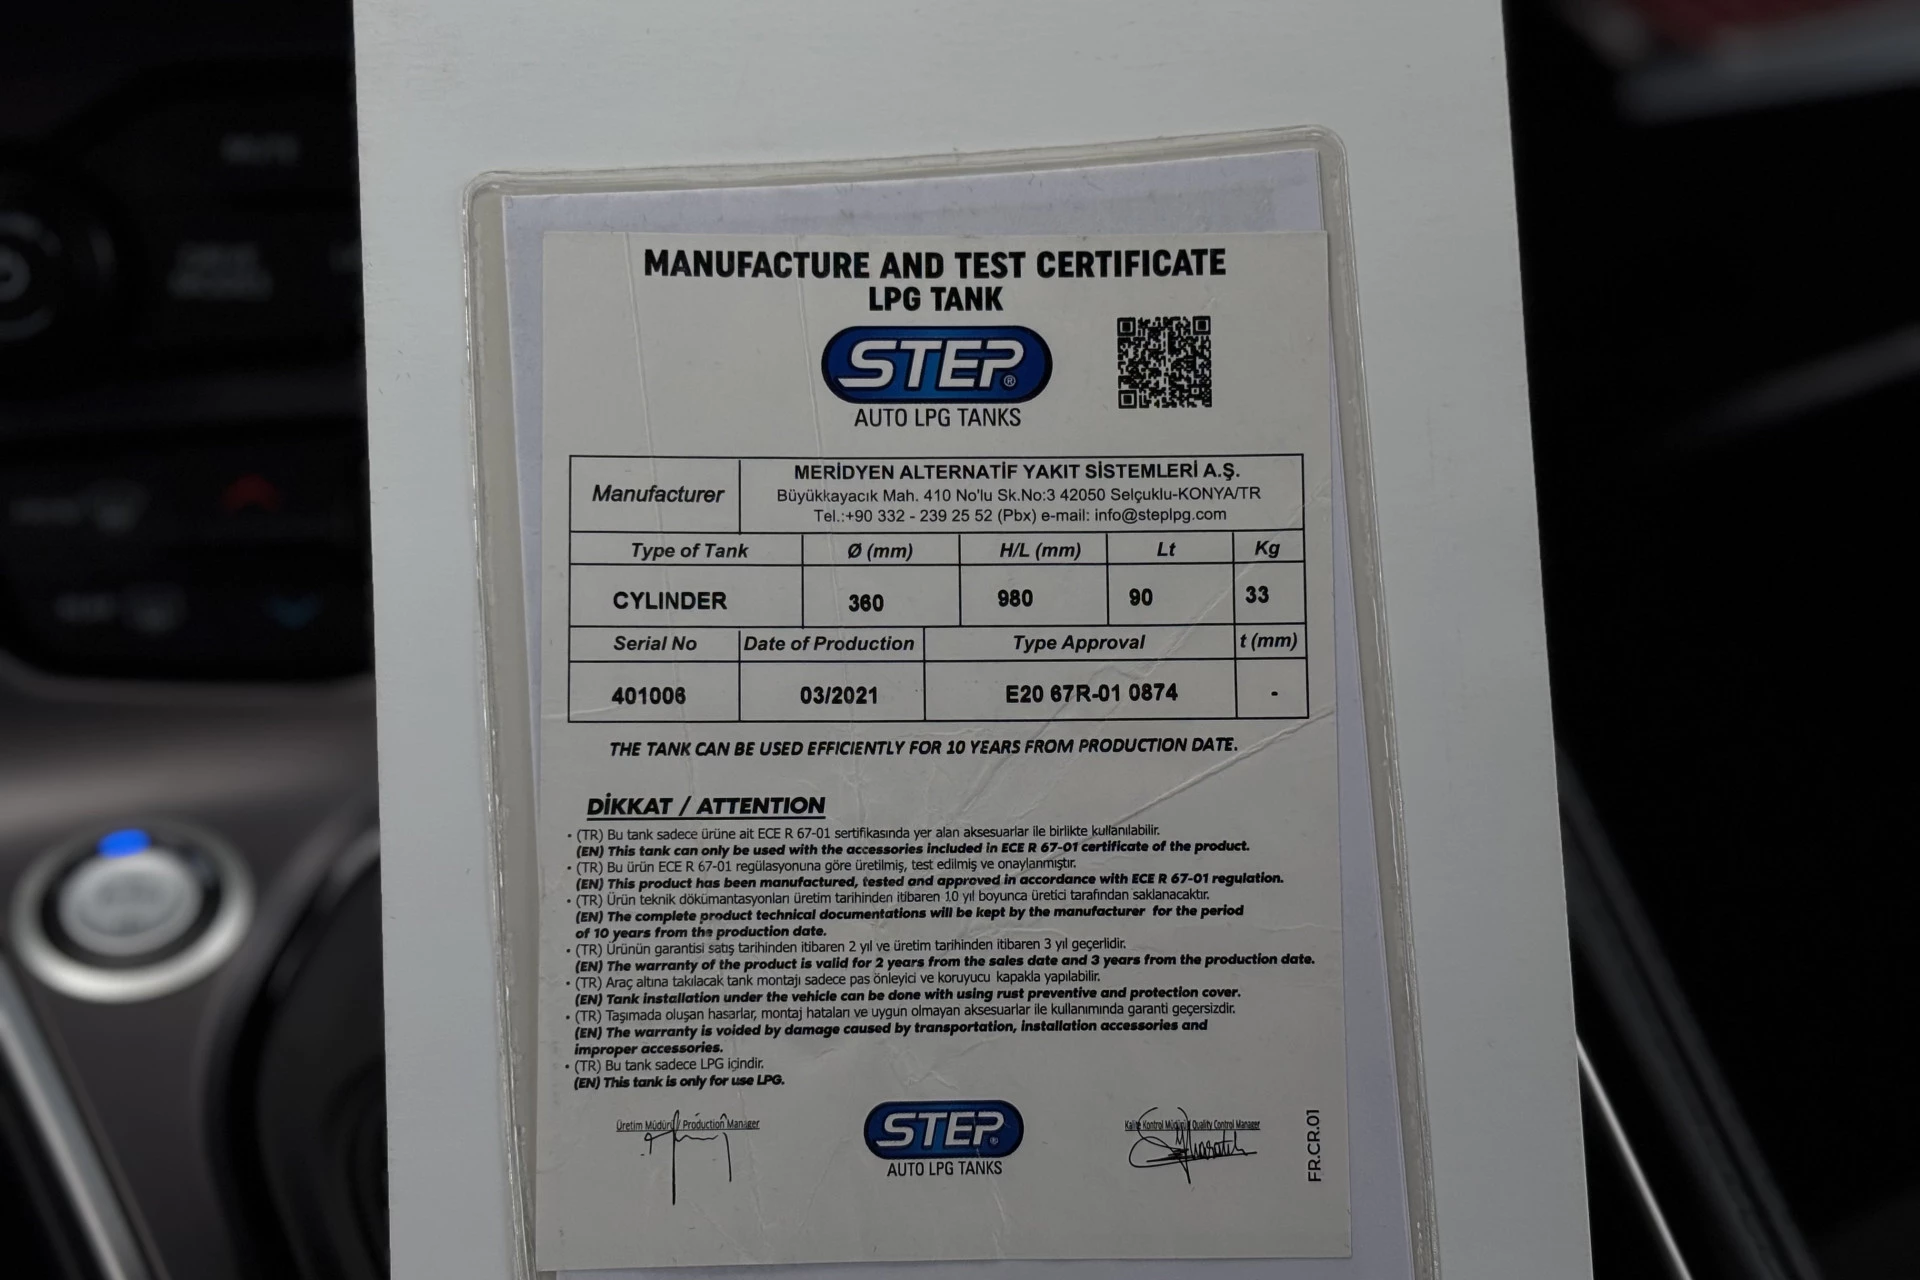 MANUFACTURE AND TEST CERTIFICATE
LPG TANK
STEP®
AUTO LPG TANKS
Manufacturer
MERİDYEN ALTERNATİF YAKIT SİSTEMLERİ A.Ş.
Büyükkayacık Mah. 410 No'lu Sk.No:3 42050 Selçuklu-KONYA/TR
Tel.:+90 332 - 239 25 52 (Pbx) e-mail: info@steplpg.com
Type of Tank Ø (mm) H/L (mm) Lt Kg
CYLINDER 360 980 90 33
Serial No Date of Production Type Approval t (mm)
401006 03/2021 E20 67R-01 0874 -
THE TANK CAN BE USED EFFICIENTLY FOR 10 YEARS FROM PRODUCTION DATE.
DİKKAT / ATTENTION
• (TR) Bu tank sadece ürüne ait ECE R 67-01 sertifikasında yer alan aksesuarlar ile birlikte kullanılabilir.
(EN) This tank can only be used with the accessories included in ECE R 67-01 certificate of the product.
• (TR) Bu ürün ECE R 67-01 regülasyonuna göre üretilmiş, test edilmiş ve onaylanmıştır.
(EN) This product has been manufactured, tested and approved in accordance with ECE R 67-01 regulation.
• (TR) Ürün teknik dökümantasyonları üretim tarihinden itibaren 10 yıl boyunca üretici tarafından saklanacaktır.
(EN) The complete product technical documentations will be kept by the manufacturer for the period
of 10 years from the production date.
• (TR) Ürünün garantisi satış tarihinden itibaren 2 yıl ve üretim tarihinden itibaren 3 yıl geçerlidir.
(EN) The warranty of the product is valid for 2 years from the sales date and 3 years from the production date.
• (TR) Araç altına takılacak tank montajı sadece pas önleyici ve koruyucu kapakla yapılabilir.
(EN) Tank installation under the vehicle can be done with using rust preventive and protection cover.
• (TR) Taşımada oluşan hasarlar, montaj hataları ve uygun olmayan aksesuarlar ile kullanımında garanti geçersizdir.
(EN) The warranty is voided by damage caused by transportation, installation accessories and
improper accessories.
• (TR) Bu tank sadece LPG içindir.
(EN) This tank is only for use LPG.
Üretim Müdürü / Production Manager
STEP®
AUTO LPG TANKS
Kalite Kontrol Müdürü / Quality Control Manager
FR.CR.01